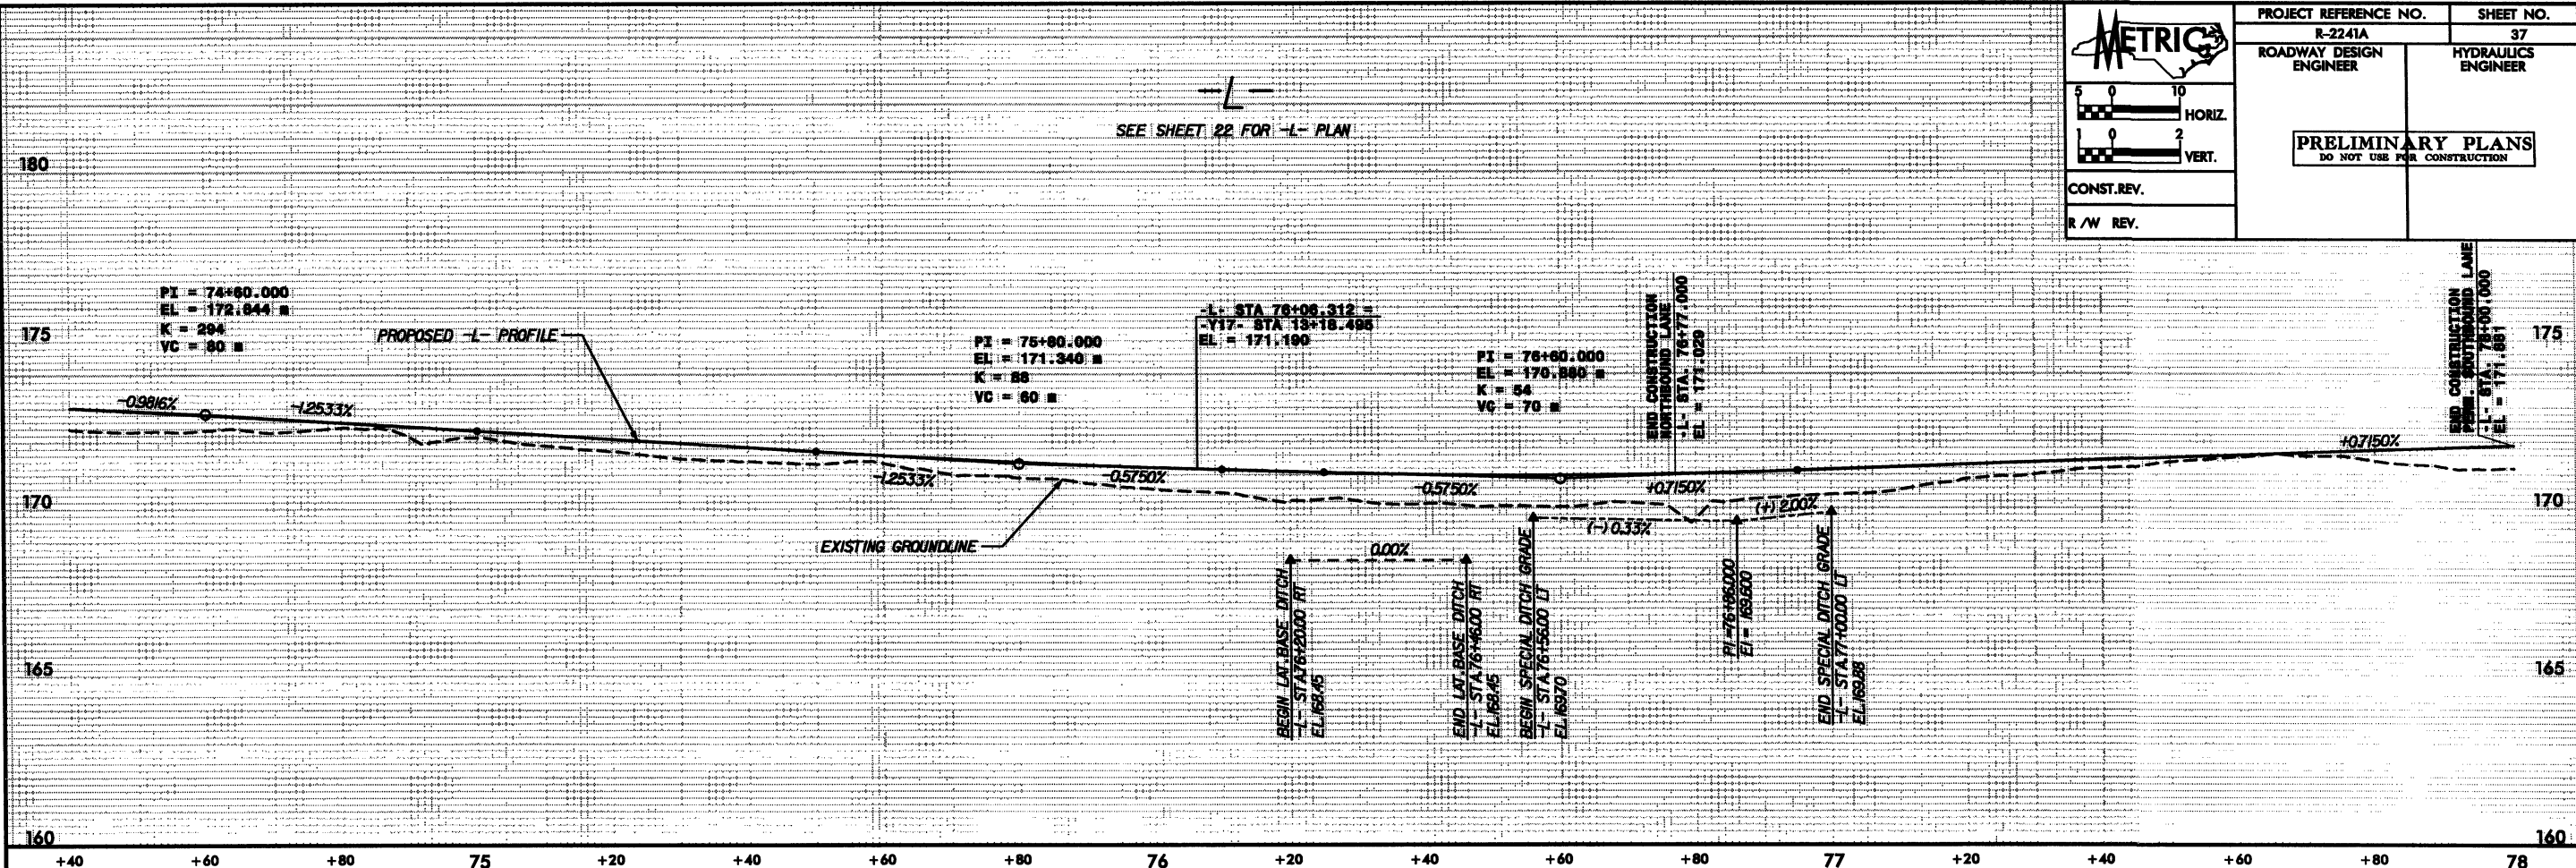 METRIC
PROJECT REFERENCE NO.
SHEET NO.
R-2241A
37
ROADWAY DESIGN
ENGINEER
HYDRAULICS
ENGINEER
5 0 10
HORIZ.
1 0 2
VERT.
PRELIMINARY PLANS
DO NOT USE FOR CONSTRUCTION
CONST.REV.
R /W REV.
-L-
SEE SHEET 22 FOR -L- PLAN
180
PI = 74+60.000
EL = 172.844 m
K = 294
VC = 80 m
175
PROPOSED -L- PROFILE
PI = 75+80.000
EL = 171.340 m
K = 88
VC = 60 m
-L- STA 76+06.312 =
-Y17- STA 13+18.495
EL = 171.190
PI = 76+60.000
EL = 170.880 m
K = 54
VC = 70 m
END CONSTRUCTION
NORTHBOUND LANE
-L- STA. 76+77.000
EL = 171.029
END CONSTRUCTION
PERM. SOUTHBOUND LANE
-L- STA. 78+00.000
EL = 171.881
175
-0.9816%
-1.2533%
-1.2533%
-0.5750%
-0.5750%
+0.7150%
+0.7150%
170
170
EXISTING GROUNDLINE
0.00%
(-) 0.33%
(+) 2.00%
BEGIN LAT. BASE DITCH
-L- STA.76+20.00 RT
EL.168.45
END LAT. BASE DITCH
-L- STA.76+46.00 RT
EL.168.45
BEGIN SPECIAL DITCH GRADE
-L- STA.76+56.00 LT
EL.169.70
PI =76+86.000
El = 169.600
END SPECIAL DITCH GRADE
-L- STA.77+00.00 LT
EL.169.88
165
165
160
160
+40 +60 +80 75 +20 +40 +60 +80 76 +20 +40 +60 +80 77 +20 +40 +60 +80 78